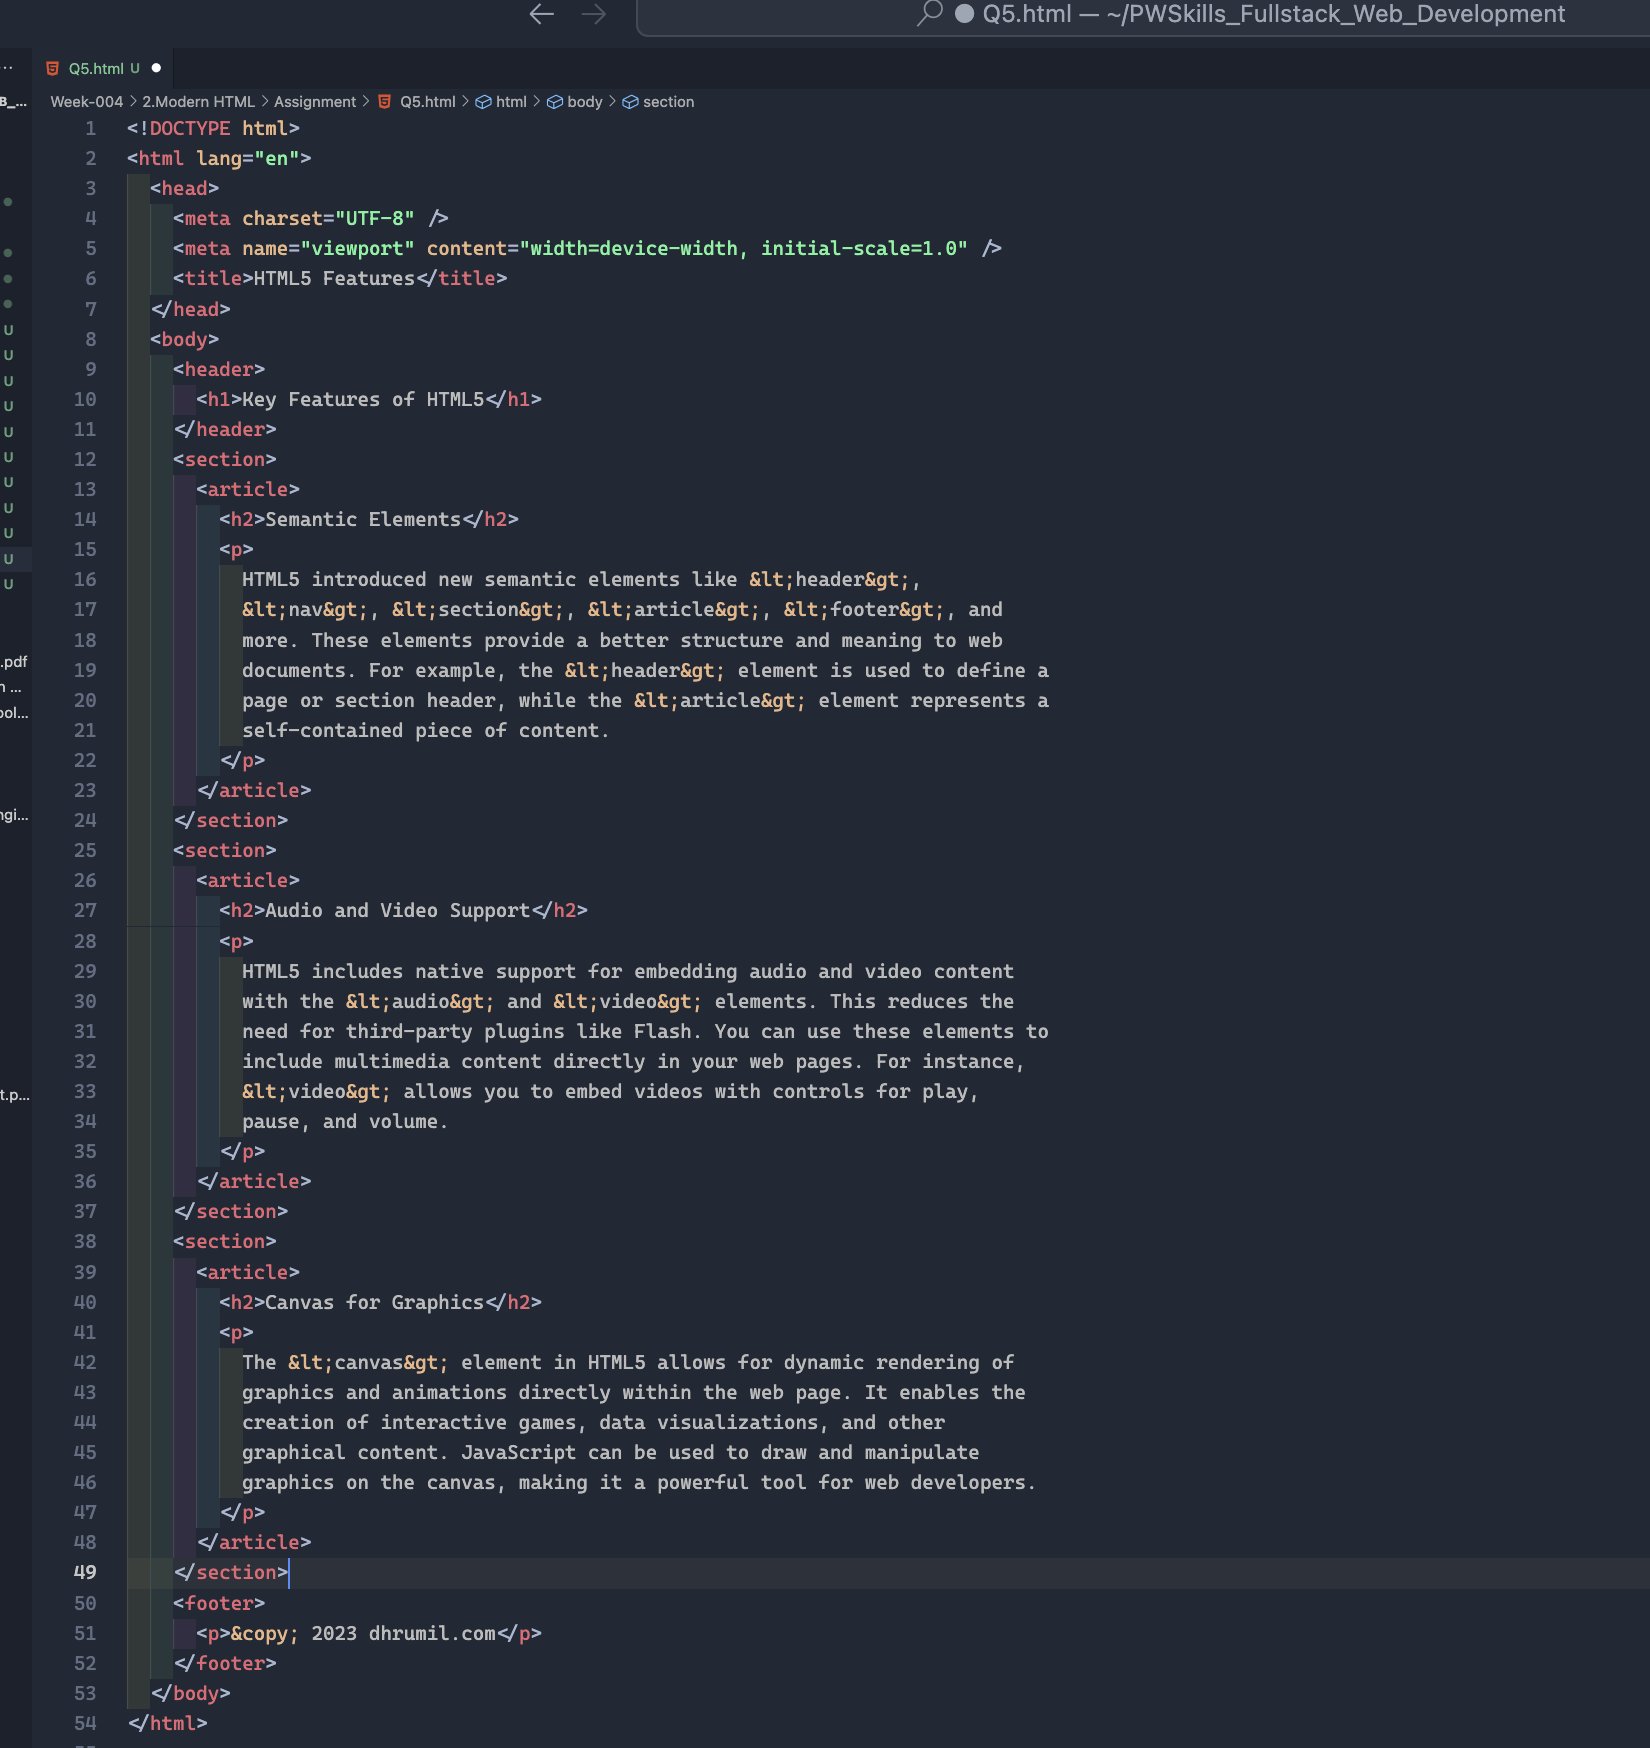 Q5.html — ~/PWSkills_Fullstack_Web_Development
Q5.html U
B_...
Week-004 > 2.Modern HTML > Assignment > Q5.html > html > body > section
1 <!DOCTYPE html>
2 <html lang="en">
3 <head>
4 <meta charset="UTF-8" />
5 <meta name="viewport" content="width=device-width, initial-scale=1.0" />
6 <title>HTML5 Features</title>
7 </head>
8 <body>
9 <header>
10 <h1>Key Features of HTML5</h1>
11 </header>
12 <section>
13 <article>
14 <h2>Semantic Elements</h2>
15 <p>
16 HTML5 introduced new semantic elements like &lt;header&gt;,
17 &lt;nav&gt;, &lt;section&gt;, &lt;article&gt;, &lt;footer&gt;, and
18 more. These elements provide a better structure and meaning to web
19 documents. For example, the &lt;header&gt; element is used to define a
20 page or section header, while the &lt;article&gt; element represents a
21 self-contained piece of content.
22 </p>
23 </article>
24 </section>
25 <section>
26 <article>
27 <h2>Audio and Video Support</h2>
28 <p>
29 HTML5 includes native support for embedding audio and video content
30 with the &lt;audio&gt; and &lt;video&gt; elements. This reduces the
31 need for third-party plugins like Flash. You can use these elements to
32 include multimedia content directly in your web pages. For instance,
33 &lt;video&gt; allows you to embed videos with controls for play,
34 pause, and volume.
35 </p>
36 </article>
37 </section>
38 <section>
39 <article>
40 <h2>Canvas for Graphics</h2>
41 <p>
42 The &lt;canvas&gt; element in HTML5 allows for dynamic rendering of
43 graphics and animations directly within the web page. It enables the
44 creation of interactive games, data visualizations, and other
45 graphical content. JavaScript can be used to draw and manipulate
46 graphics on the canvas, making it a powerful tool for web developers.
47 </p>
48 </article>
49 </section>
50 <footer>
51 <p>&copy; 2023 dhrumil.com</p>
52 </footer>
53 </body>
54 </html>
U
U
U
U
U
U
U
U
U
U
U
.pdf
n ...
ool...
ngi...
t.p...